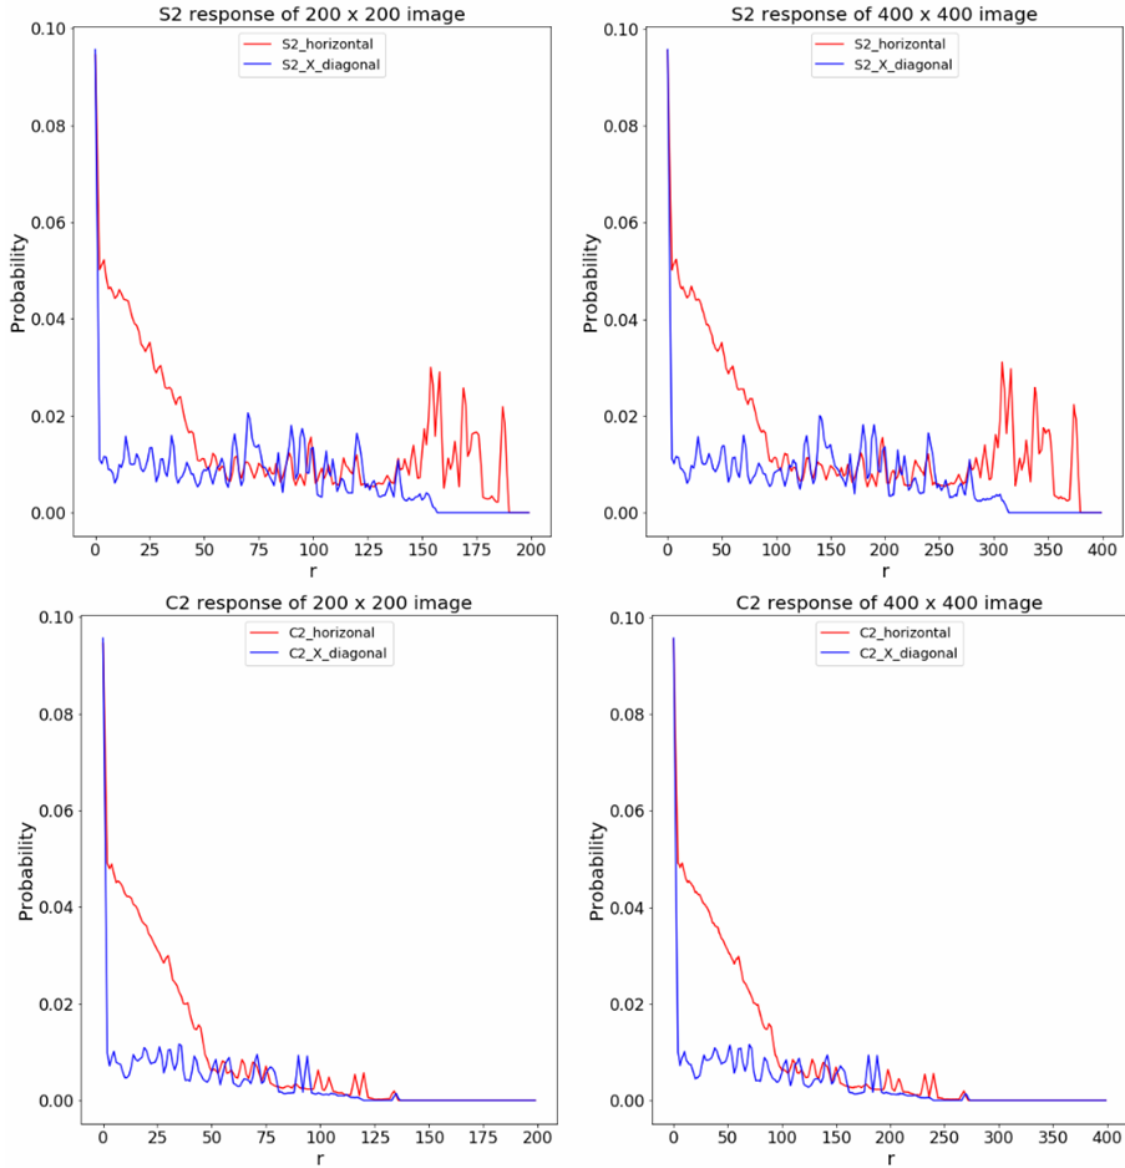 S2 response of 200 x 200 image
S2_horizontal
S2_X_diagonal
0.10
0.08
0.06
0.04
0.02
0.00
Probability
0 25 50 75 100 125 150 175 200
r
S2 response of 400 x 400 image
S2_horizontal
S2_X_diagonal
0.10
0.08
0.06
0.04
0.02
0.00
Probability
0 50 100 150 200 250 300 350 400
r
C2 response of 200 x 200 image
C2_horizonal
C2_X_diagonal
0.10
0.08
0.06
0.04
0.02
0.00
Probability
0 25 50 75 100 125 150 175 200
r
C2 response of 400 x 400 image
C2_horizontal
C2_X_diagonal
0.10
0.08
0.06
0.04
0.02
0.00
Probability
0 50 100 150 200 250 300 350 400
r